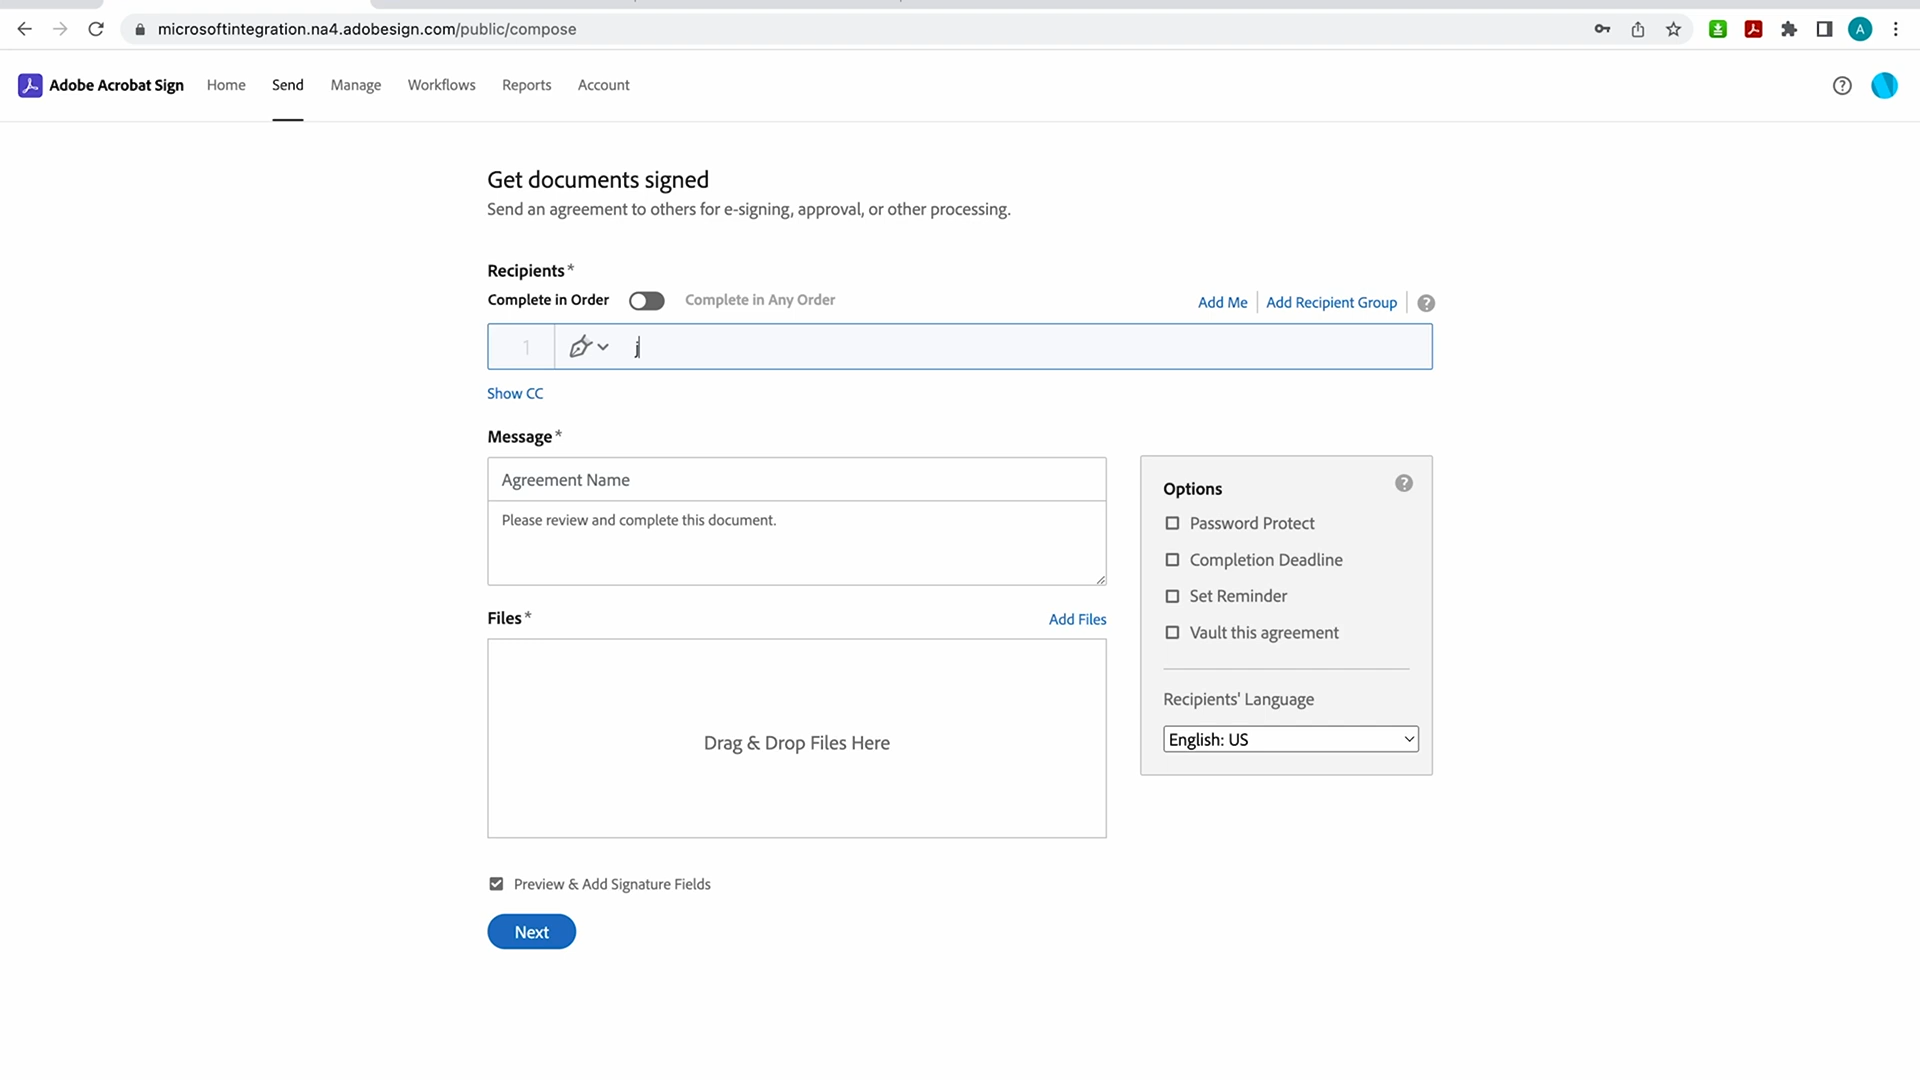 microsoftintegration.na4.adobesign.com/public/compose
A
Adobe Acrobat Sign
Home
Send
Manage
Workflows
Reports
Account
Get documents signed
Send an agreement to others for e-signing, approval, or other processing.
Recipients*
Complete in Order
Complete in Any Order
Add Me
Add Recipient Group
?
1
j
Show CC
Message*
Agreement Name
Please review and complete this document.
Options
?
Password Protect
Completion Deadline
Set Reminder
Vault this agreement
Recipients' Language
English: US
Files*
Add Files
Drag & Drop Files Here
Preview & Add Signature Fields
Next